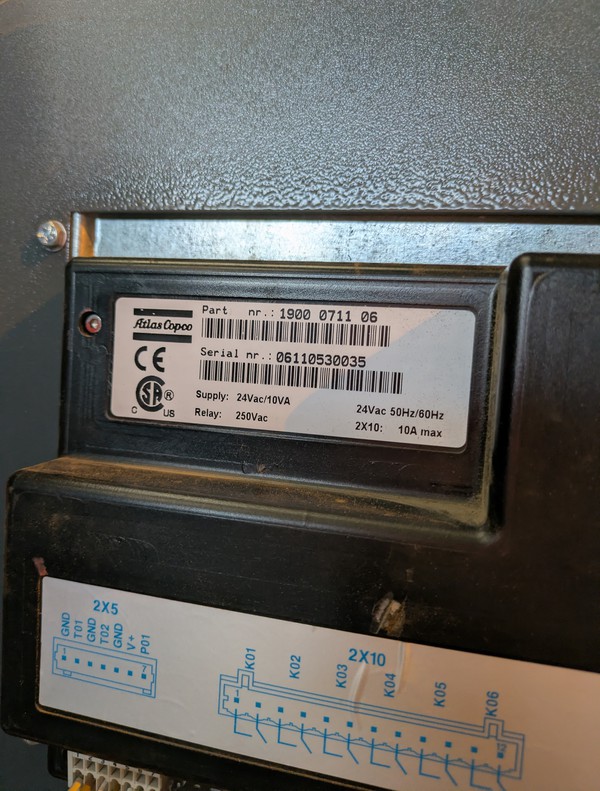 Atlas Copco
Part nr.: 1900 0711 06
Serial nr.: 06110530035
CE
SA ®
C US
Supply: 24Vac/10VA 24Vac 50Hz/60Hz
Relay: 250Vac 2X10: 10A max
2X5
GND T01 GND T02 GND V+ P01
1 7
2X10
K01 K02 K03 K04 K05 K06
1